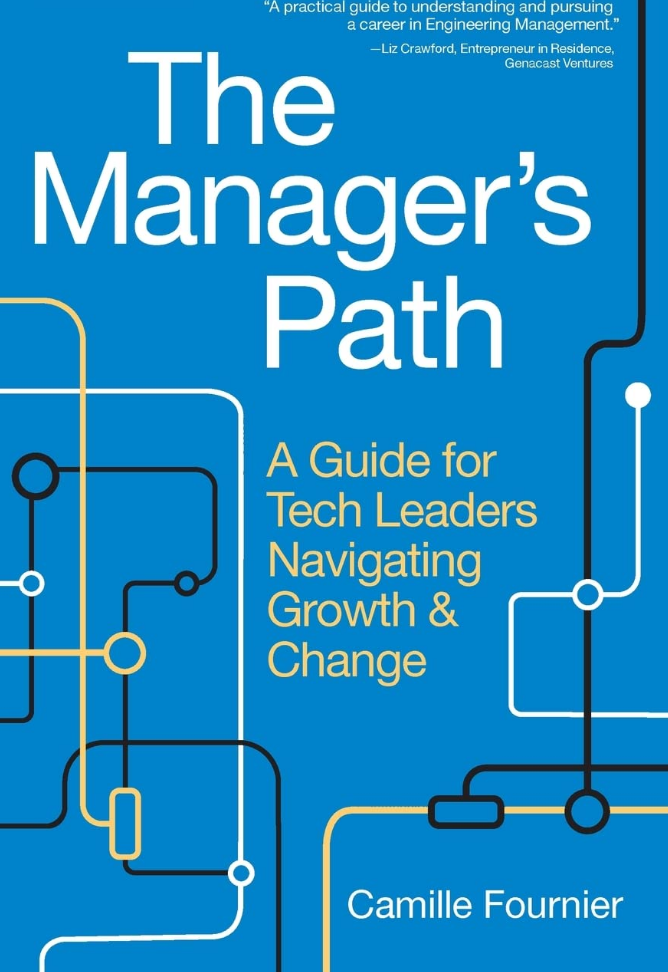 “A practical guide to understanding and pursuing
a career in Engineering Management.”
—Liz Crawford, Entrepreneur in Residence,
Genacast Ventures
The
Manager’s
Path
A Guide for
Tech Leaders
Navigating
Growth &
Change
Camille Fournier